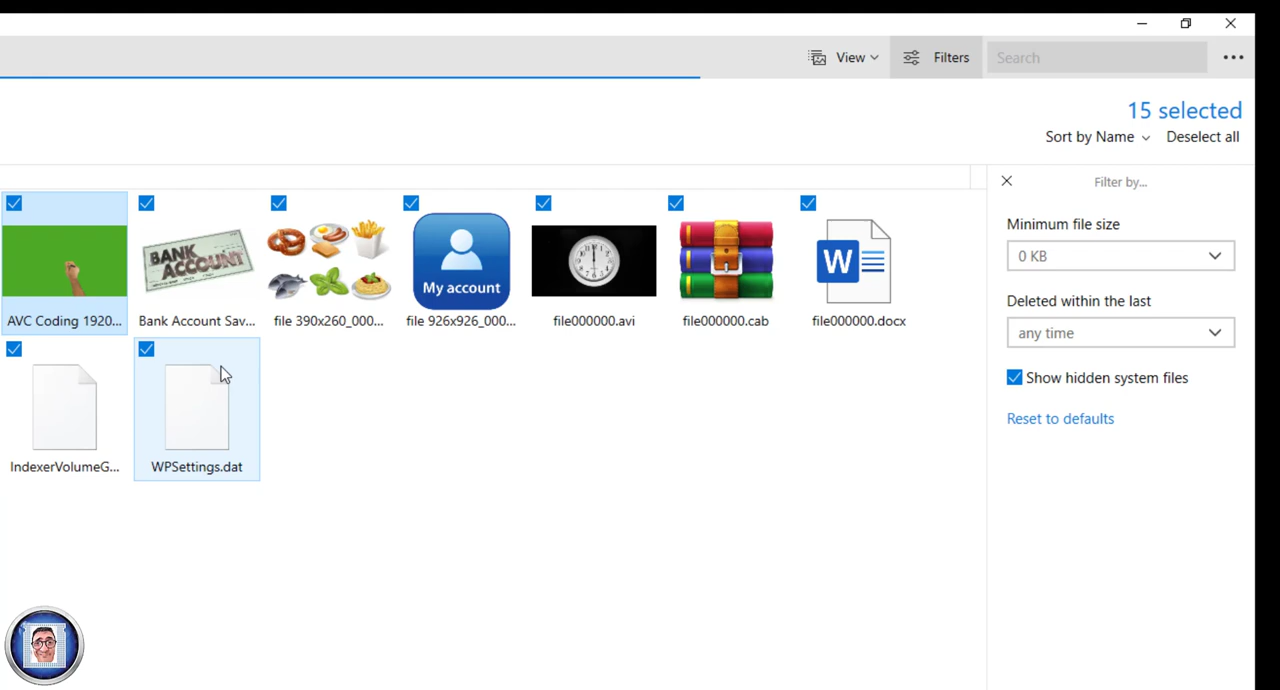 View
Filters
Search
15 selected
Sort by Name
Deselect all
Filter by...
Minimum file size
0 KB
Deleted within the last
any time
Show hidden system files
Reset to defaults
BANK
ACCOUNT
My account
W
AVC Coding 1920...
Bank Account Sav...
file 390x260_000...
file 926x926_000...
file000000.avi
file000000.cab
file000000.docx
IndexerVolumeG...
WPSettings.dat